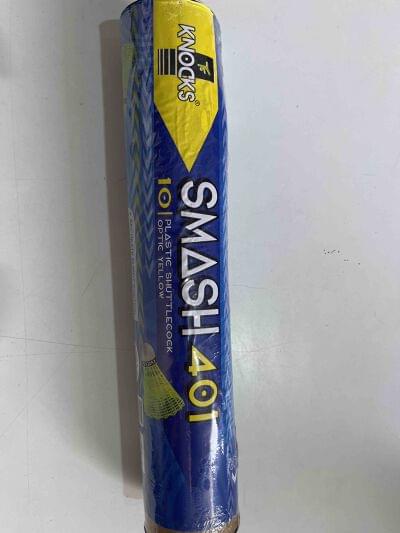 KNOCKS®
SMASH 401
10
PLASTIC SHUTTLECOCK
OPTIC YELLOW